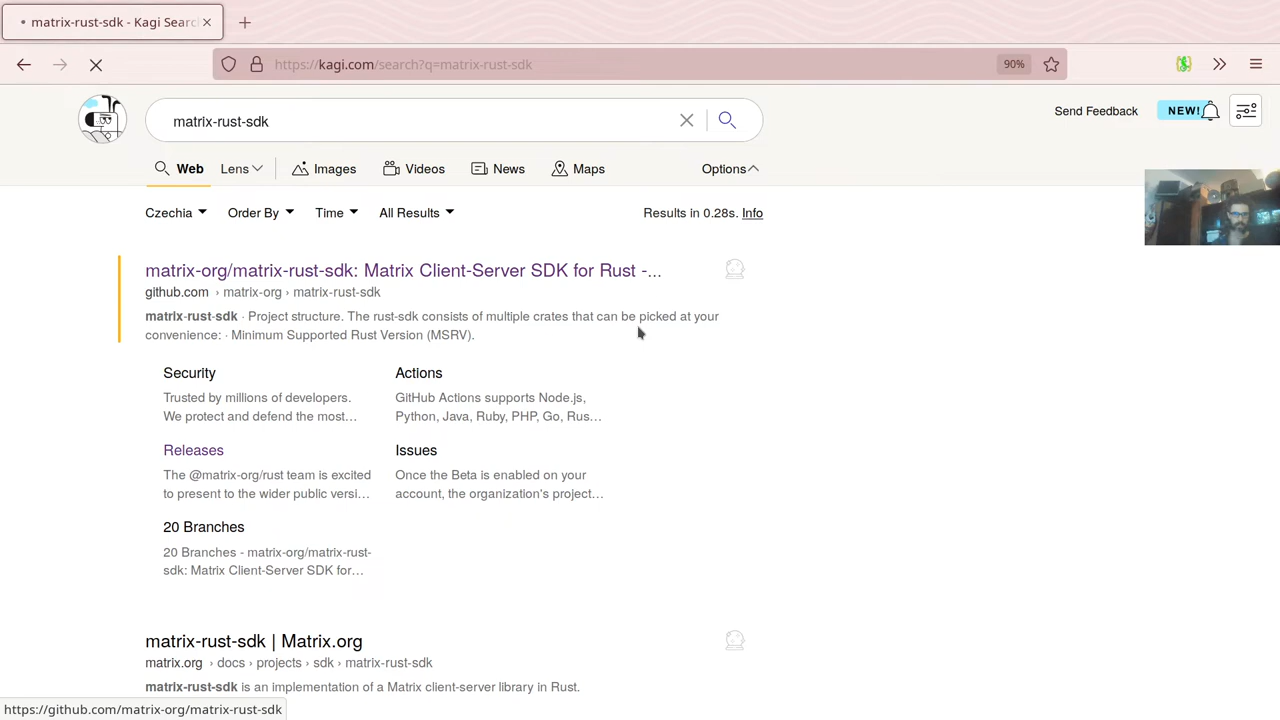 matrix-rust-sdk - Kagi Searc
https://kagi.com/search?q=matrix-rust-sdk
90%
matrix-rust-sdk
Send Feedback
NEW!
Web
Lens
Images
Videos
News
Maps
Options
Czechia
Order By
Time
All Results
Results in 0.28s. Info
matrix-org/matrix-rust-sdk: Matrix Client-Server SDK for Rust -...
github.com › matrix-org › matrix-rust-sdk
matrix-rust-sdk · Project structure. The rust-sdk consists of multiple crates that can be picked at your
convenience: · Minimum Supported Rust Version (MSRV).
Security
Trusted by millions of developers.
We protect and defend the most...
Actions
GitHub Actions supports Node.js,
Python, Java, Ruby, PHP, Go, Rus...
Releases
The @matrix-org/rust team is excited
to present to the wider public versi...
Issues
Once the Beta is enabled on your
account, the organization's project...
20 Branches
20 Branches - matrix-org/matrix-rust-
sdk: Matrix Client-Server SDK for...
matrix-rust-sdk | Matrix.org
matrix.org › docs › projects › sdk › matrix-rust-sdk
matrix-rust-sdk is an implementation of a Matrix client-server library in Rust.
https://github.com/matrix-org/matrix-rust-sdk